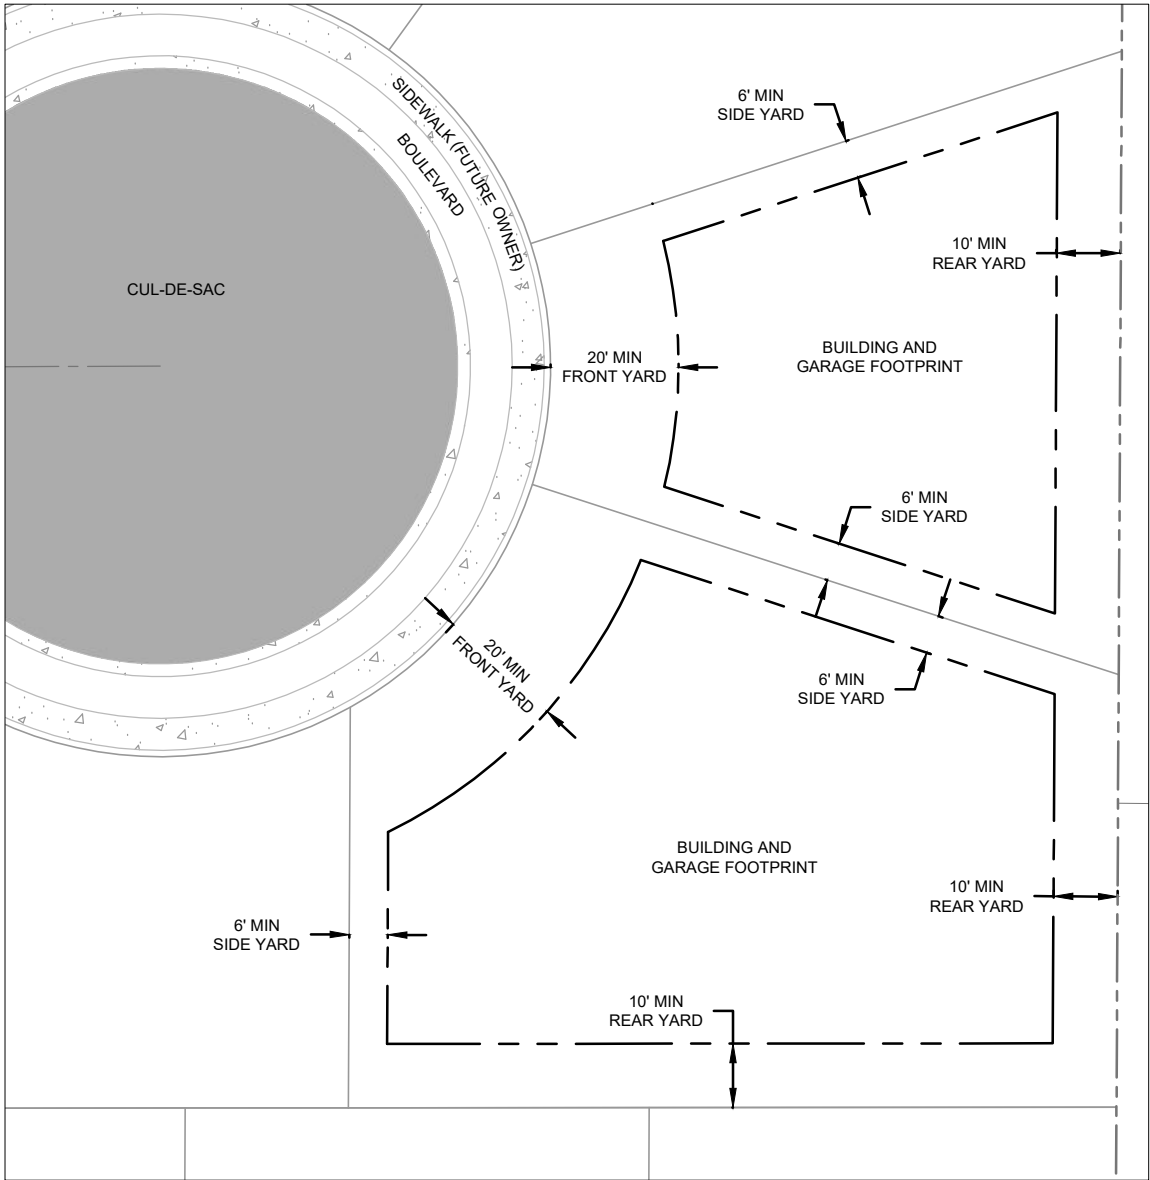 SIDEWALK (FUTURE OWNER)
BOULEVARD
CUL-DE-SAC
6' MIN
SIDE YARD
10' MIN
REAR YARD
20' MIN
FRONT YARD
BUILDING AND
GARAGE FOOTPRINT
6' MIN
SIDE YARD
20' MIN
FRONT YARD
6' MIN
SIDE YARD
BUILDING AND
GARAGE FOOTPRINT
10' MIN
REAR YARD
6' MIN
SIDE YARD
10' MIN
REAR YARD